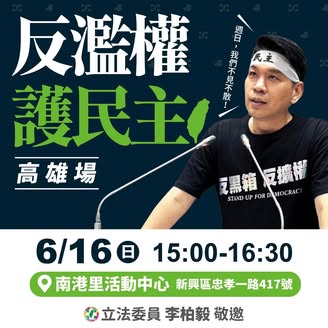 反濫權
護民主
高雄場
週日，我們不見不散！
民主
反黑箱 反擴權
STAND UP FOR DEMOCRACY
6/16 日 15:00-16:30
南港里活動中心 新興區忠孝一路417號
立法委員 李柏毅 敬邀